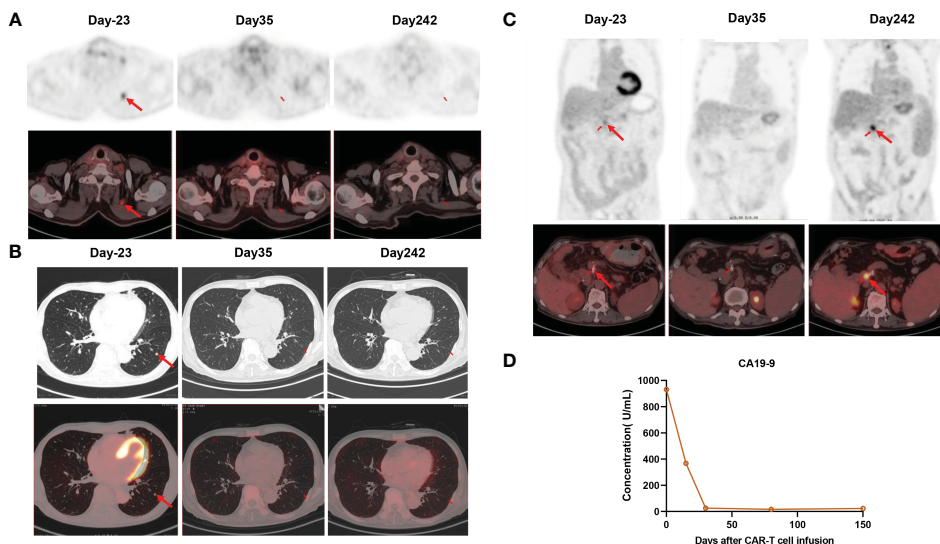 A
Day-23 Day35 Day242
B
Day-23 Day35 Day242
C
Day-23 Day35 Day242
D
CA19-9
Concentration( U/mL)
1000
800
600
400
200
0
0 50 100 150
Days after CAR-T cell infusion